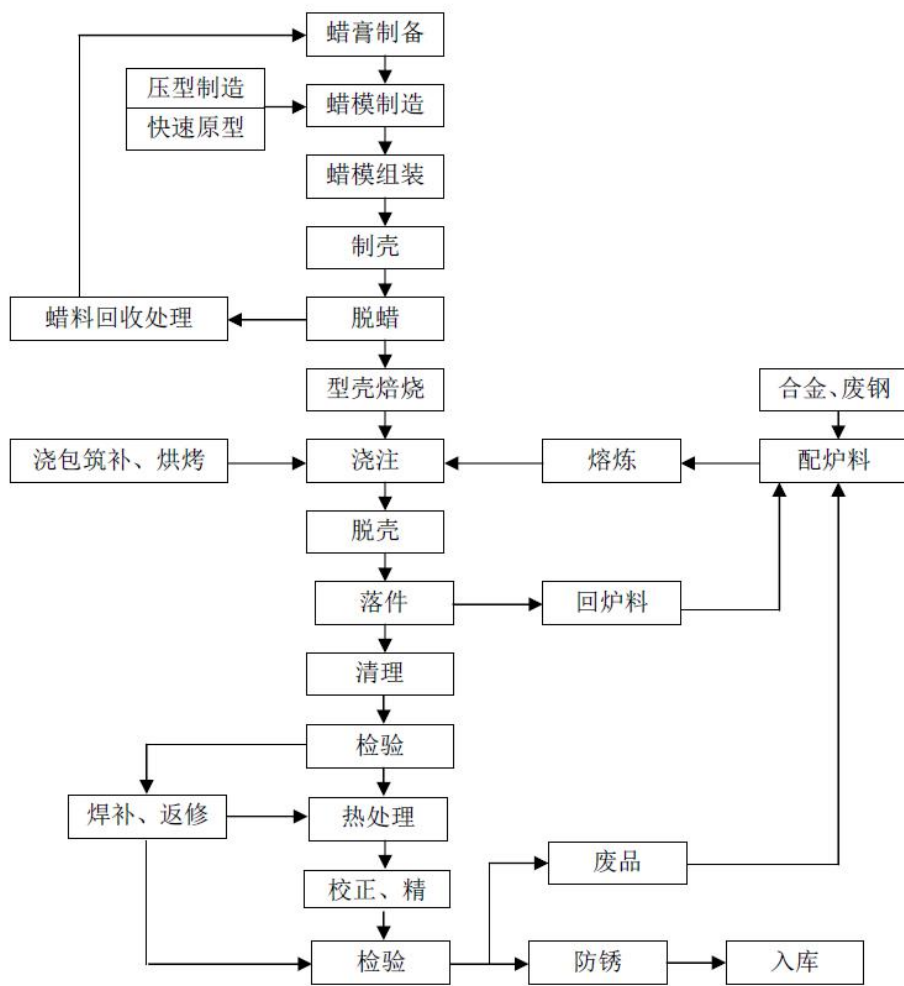 蜡膏制备
压型制造
快速原型
蜡模制造
蜡模组装
制壳
蜡料回收处理
脱蜡
型壳焙烧
合金、废钢
浇包筑补、烘烤
浇注
熔炼
配炉料
脱壳
落件
回炉料
清理
检验
焊补、返修
热处理
废品
校正、精
检验
防锈
入库